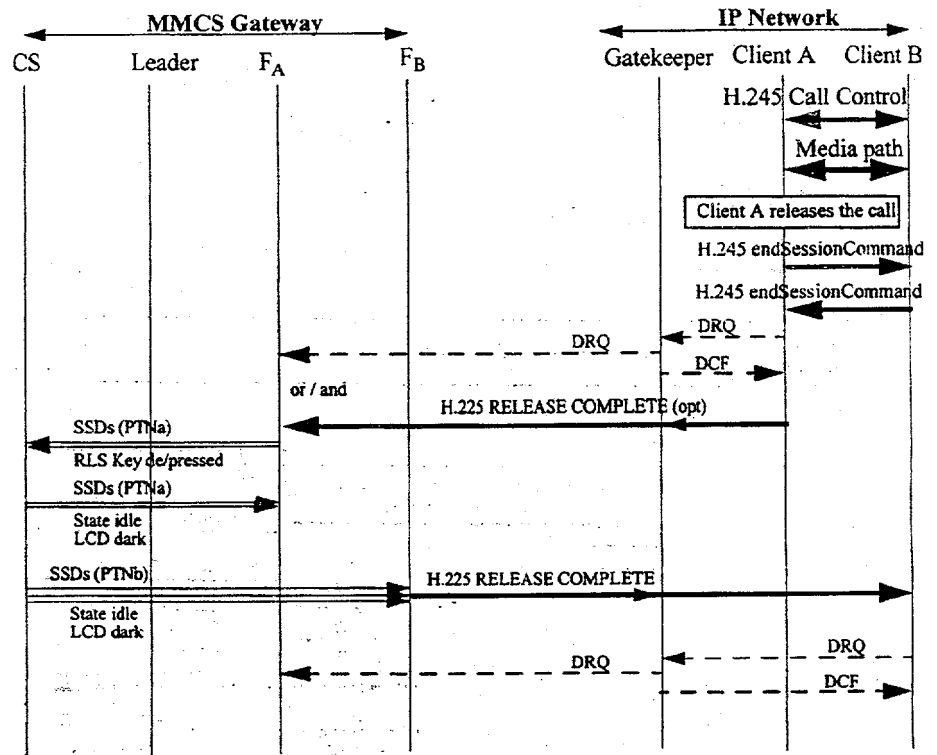 MMCS Gateway
IP Network
CS
Leader
FA
FB
Gatekeeper
Client A
Client B
H.245 Call Control
Media path
Client A releases the call
H.245 endSessionCommand
H.245 endSessionCommand
DRQ
DRQ
DCF
or / and
H.225 RELEASE COMPLETE (opt)
SSDs (PTNa)
RLS Key de/pressed
SSDs (PTNa)
State idle
LCD dark
SSDs (PTNb)
H.225 RELEASE COMPLETE
State idle
LCD dark
DRQ
DRQ
DCF